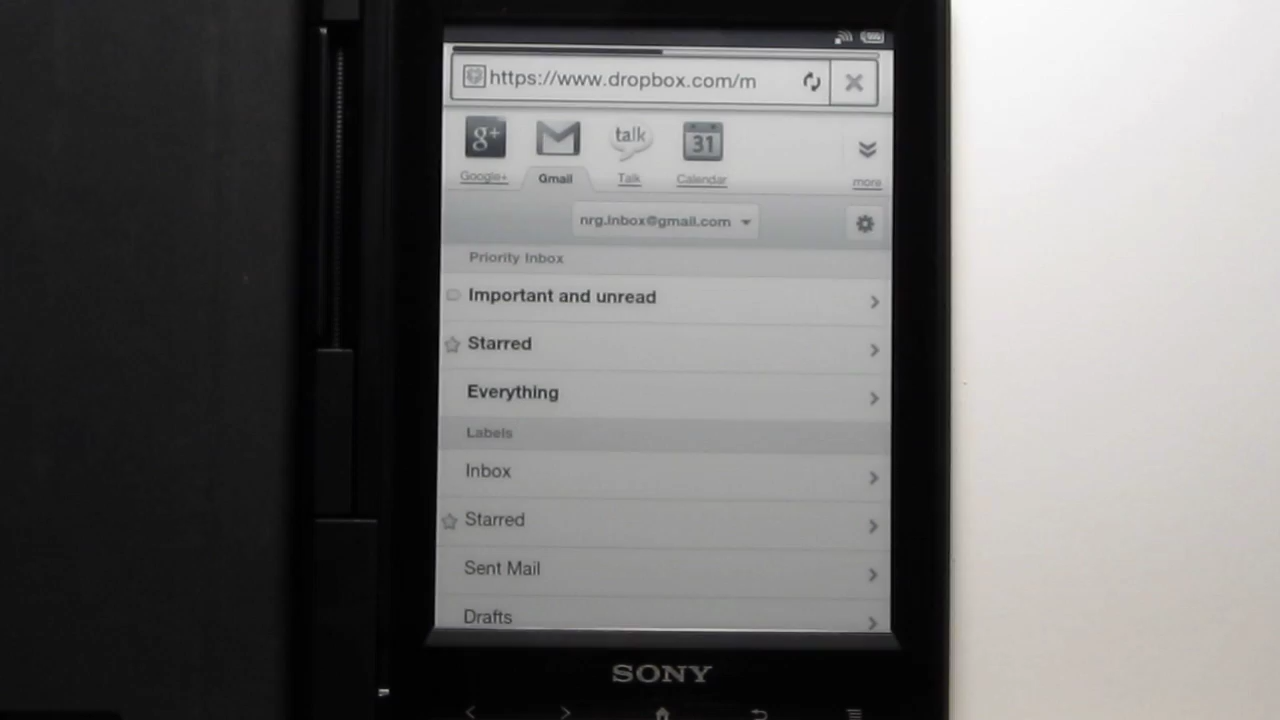 https://www.dropbox.com/m
g+ talk 31
Google+ Gmail Talk Calendar more
nrg.inbox@gmail.com
Priority Inbox
Important and unread
Starred
Everything
Labels
Inbox
Starred
Sent Mail
Drafts
SONY